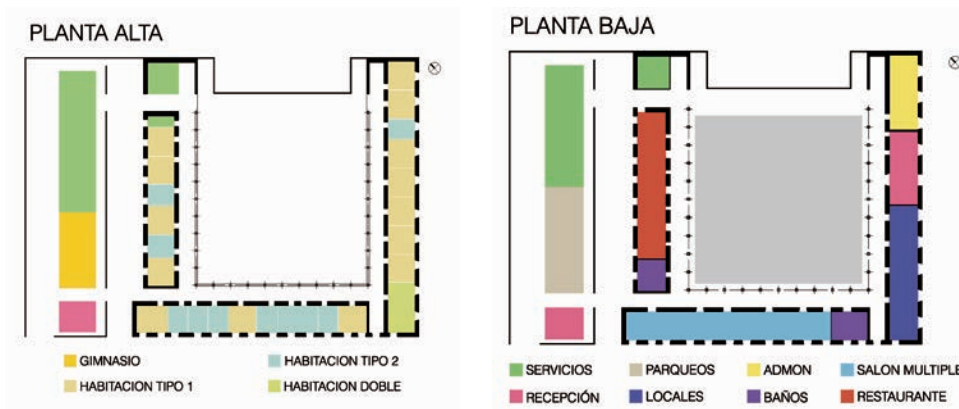 PLANTA ALTA
GIMNASIO
HABITACION TIPO 2
HABITACION TIPO 1
HABITACION DOBLE
PLANTA BAJA
SERVICIOS
PARQUEOS
ADMON
SALON MULTIPLE
RECEPCIÓN
LOCALES
BAÑOS
RESTAURANTE